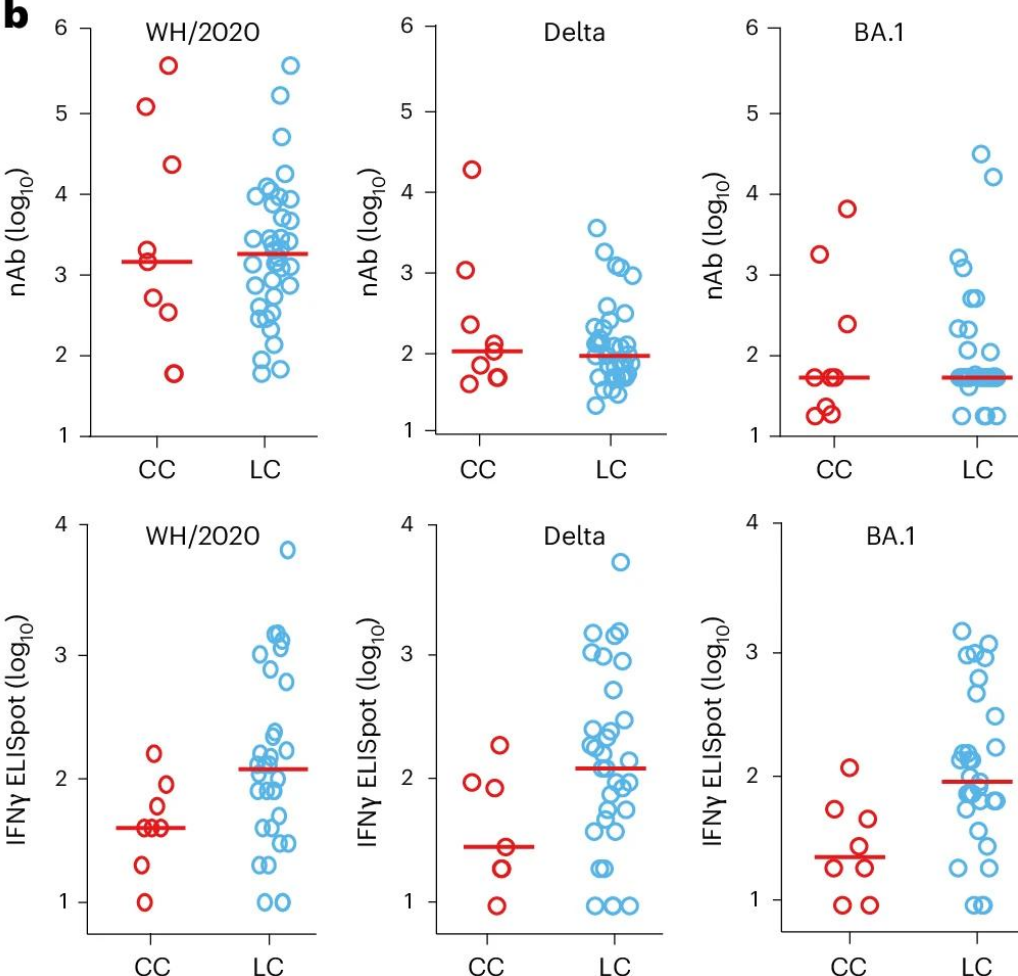 b
WH/2020
Delta
BA.1
nAb (log10)
6
5
4
3
2
1
CC
LC
nAb (log10)
6
5
4
3
2
1
CC
LC
nAb (log10)
6
5
4
3
2
1
CC
LC
WH/2020
Delta
BA.1
IFNγ ELISpot (log10)
4
3
2
1
CC
LC
IFNγ ELISpot (log10)
4
3
2
1
CC
LC
IFNγ ELISpot (log10)
4
3
2
1
CC
LC